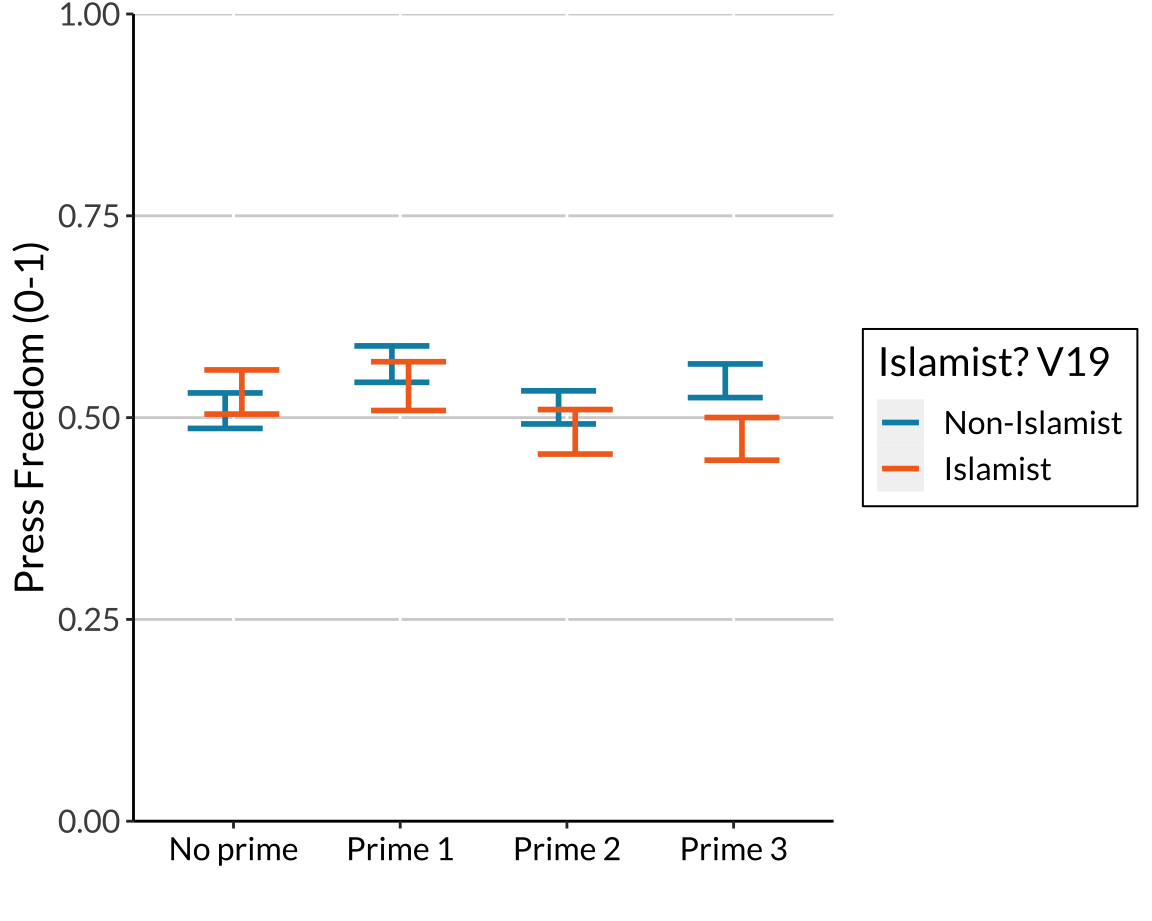 1.00
0.75
0.50
0.25
0.00
Press Freedom (0-1)
No prime
Prime 1
Prime 2
Prime 3
Islamist? V19
Non-Islamist
Islamist